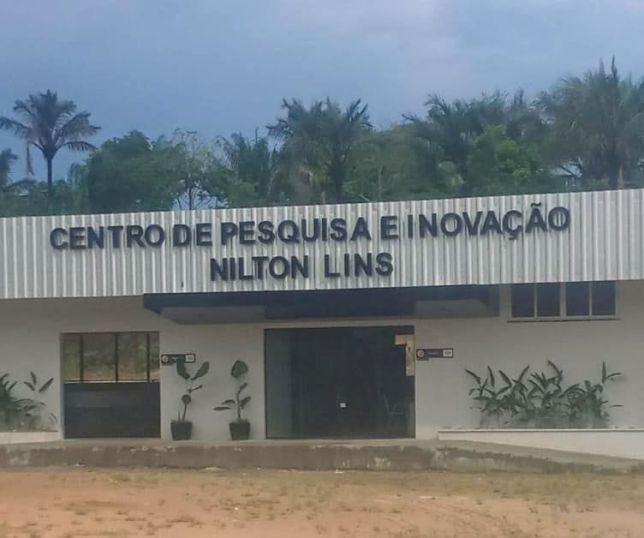 CENTRO DE PESQUISA E INOVAÇÃO
NILTON LINS